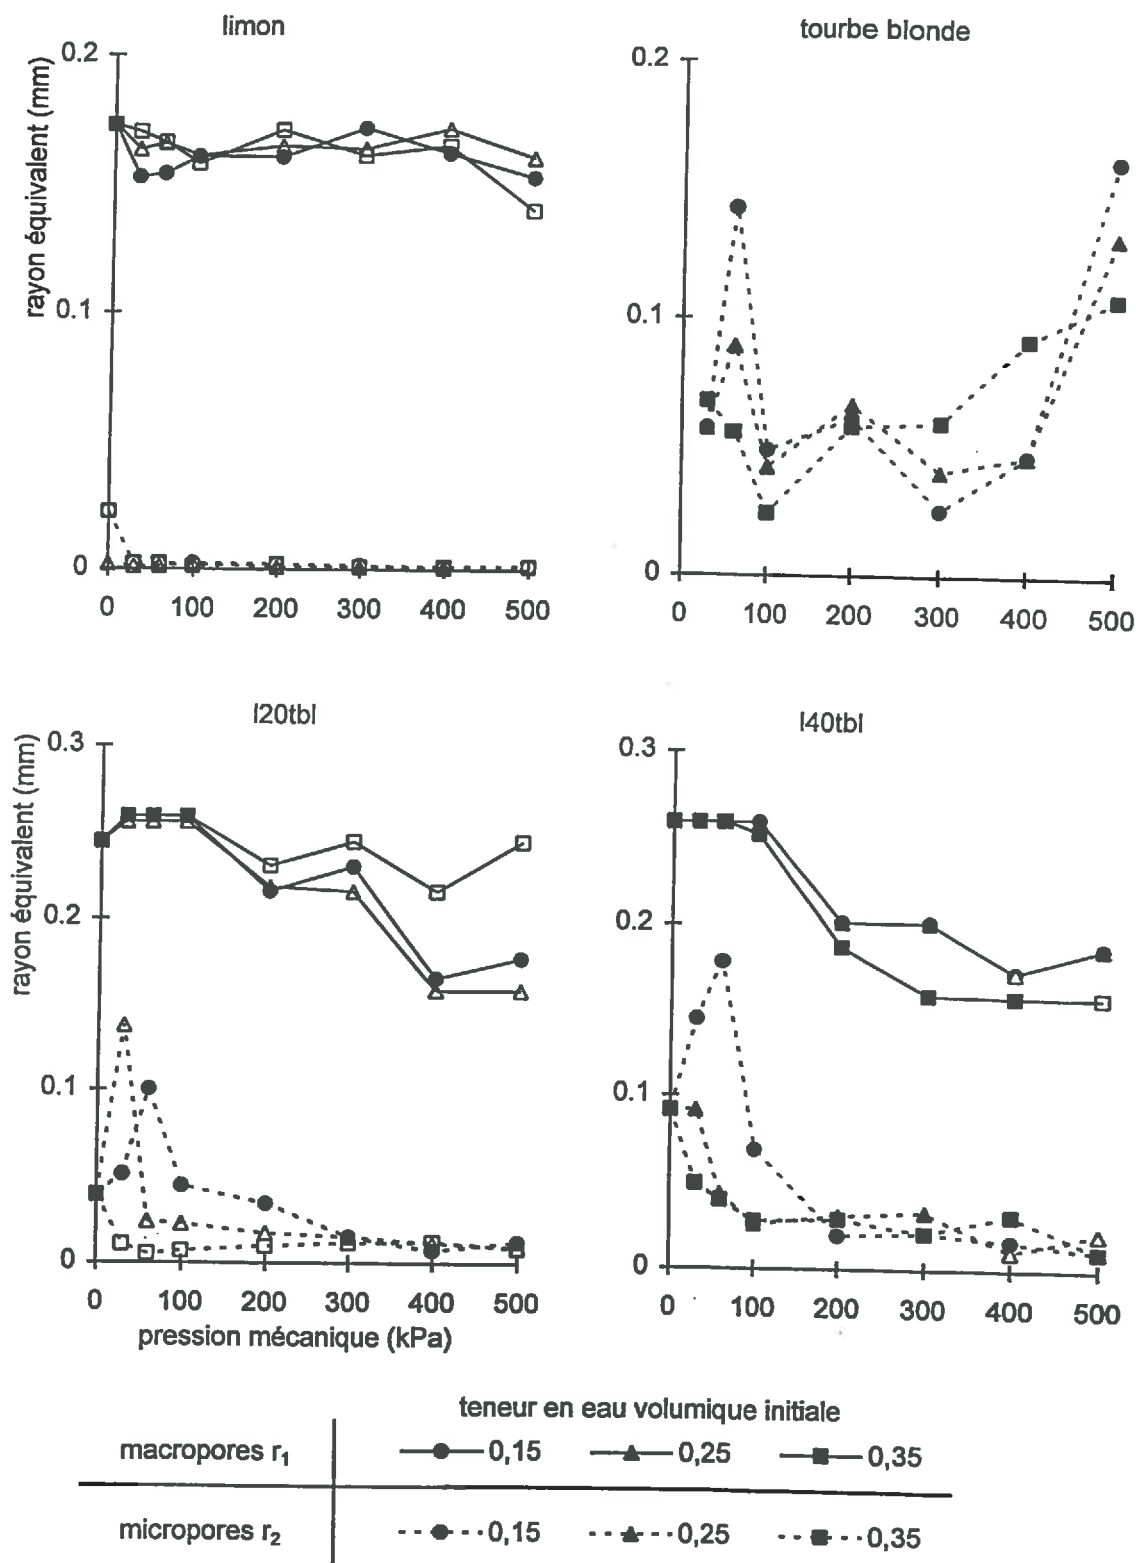 limon
tourbe blonde
rayon équivalent (mm)
0.2
0.1
0
0 100 200 300 400 500
0.2
0.1
0
0 100 200 300 400 500
l20tbl
l40tbl
rayon équivalent (mm)
0.3
0.2
0.1
0
0 100 200 300 400 500
pression mécanique (kPa)
0.3
0.2
0.1
0
0 100 200 300 400 500
teneur en eau volumique initiale
macropores r₁ 0,15 0,25 0,35
micropores r₂ 0,15 0,25 0,35